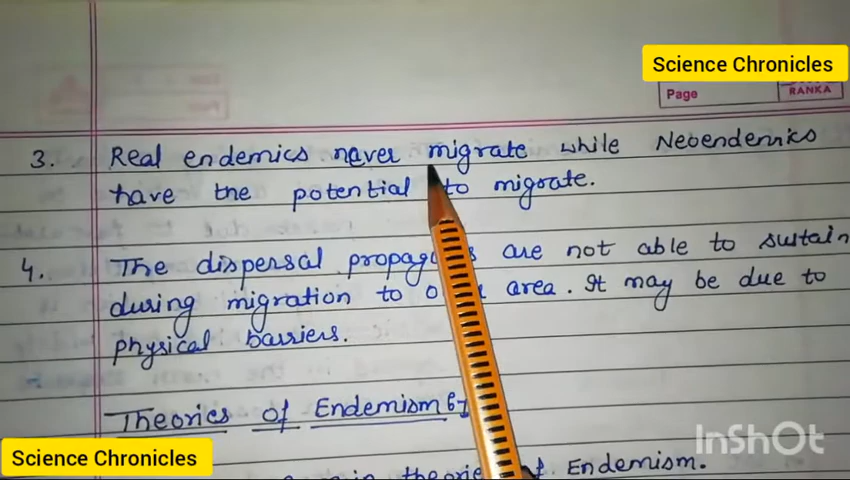 Science Chronicles
Page
RANKA
3. Real endemics never migrate while Neoendemics
have the potential to migrate.
4. The dispersal are not able to sustain
during migration to area. It may be due to
physical barriers.
Theories of Endemism
Endemism.
InShOt
Science Chronicles